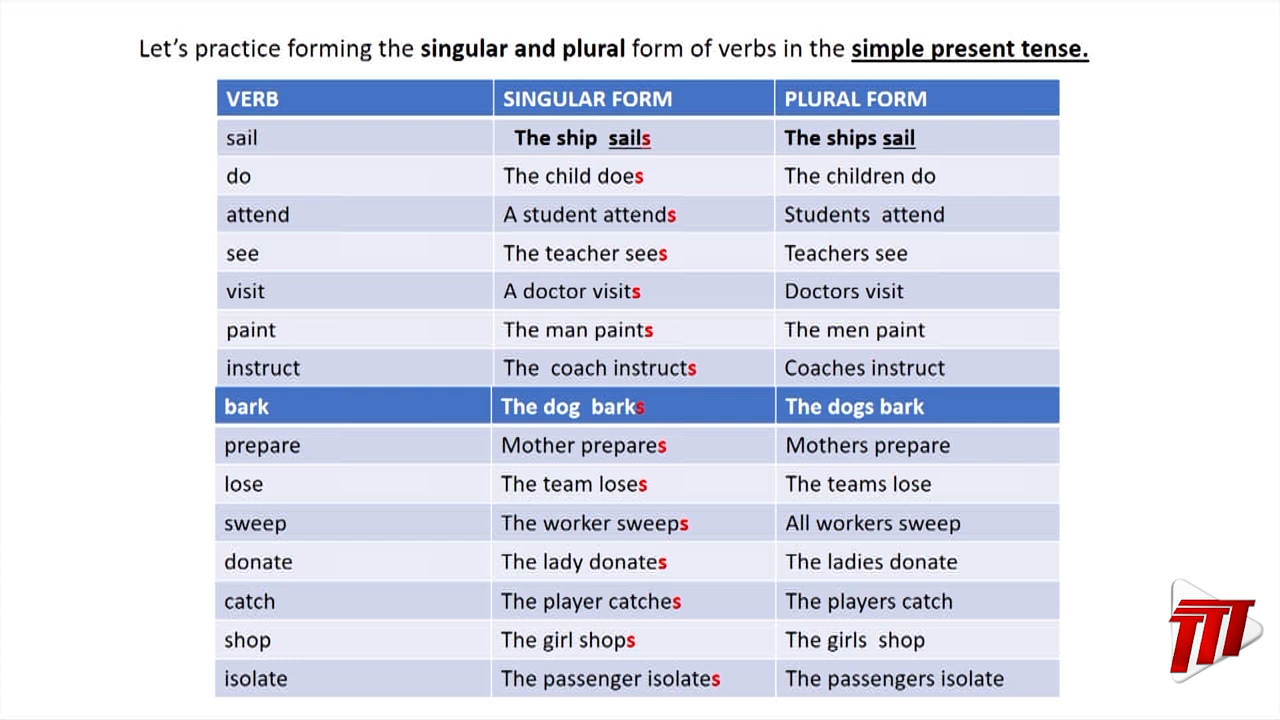 Let's practice forming the singular and plural form of verbs in the simple present tense.
VERB SINGULAR FORM PLURAL FORM
sail The ship sails The ships sail
do The child does The children do
attend A student attends Students attend
see The teacher sees Teachers see
visit A doctor visits Doctors visit
paint The man paints The men paint
instruct The coach instructs Coaches instruct
bark The dog barks The dogs bark
prepare Mother prepares Mothers prepare
lose The team loses The teams lose
sweep The worker sweeps All workers sweep
donate The lady donates The ladies donate
catch The player catches The players catch
shop The girl shops The girls shop
isolate The passenger isolates The passengers isolate
TTT